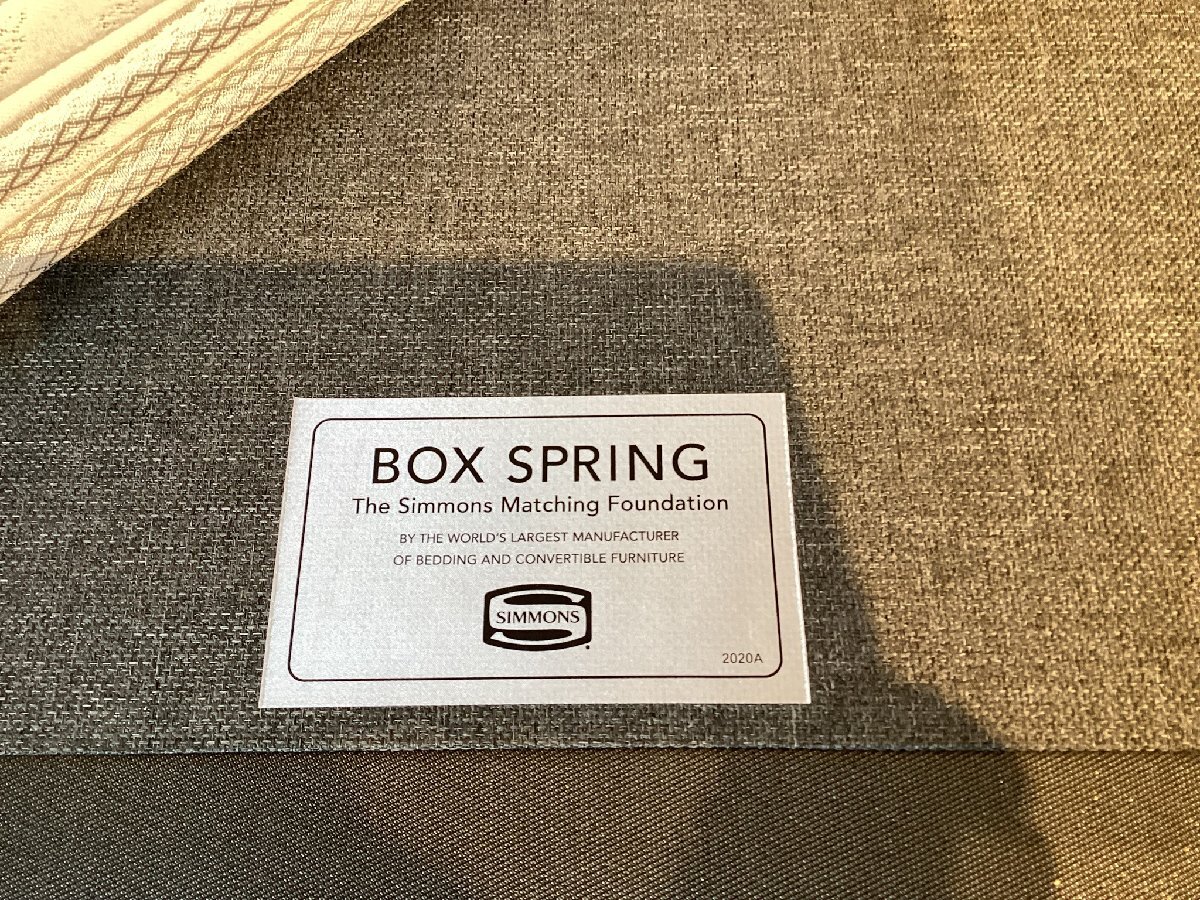 BOX SPRING
The Simmons Matching Foundation
BY THE WORLD'S LARGEST MANUFACTURER
OF BEDDING AND CONVERTIBLE FURNITURE
SIMMONS
2020A